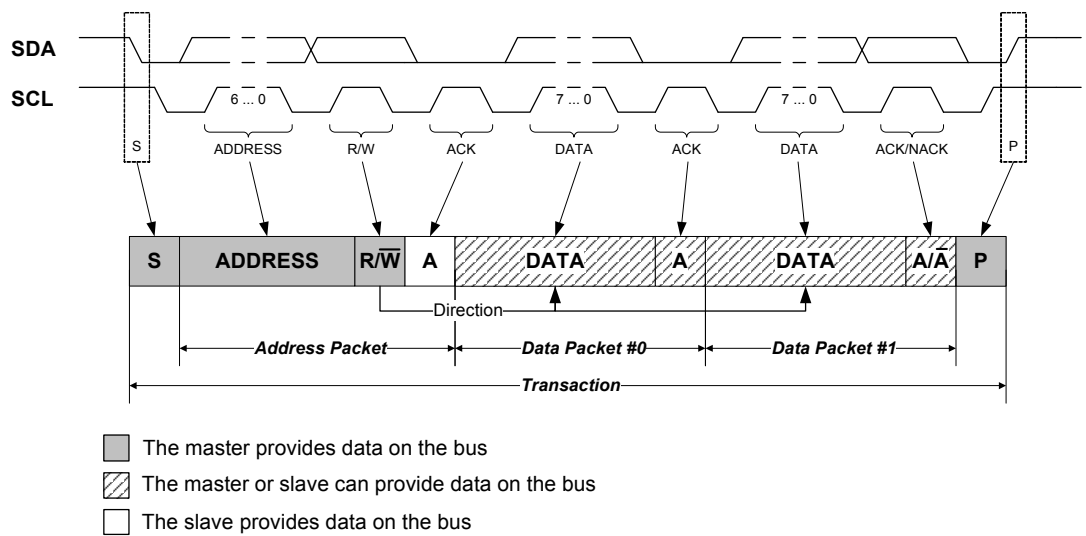 SDA
SCL
6 ... 0
7 ... 0
7 ... 0
S
ADDRESS
R/W
ACK
DATA
ACK
DATA
ACK/NACK
P
S
ADDRESS
R/W̅
A
DATA
A
DATA
A/A̅
P
Direction
Address Packet
Data Packet #0
Data Packet #1
Transaction
The master provides data on the bus
The master or slave can provide data on the bus
The slave provides data on the bus